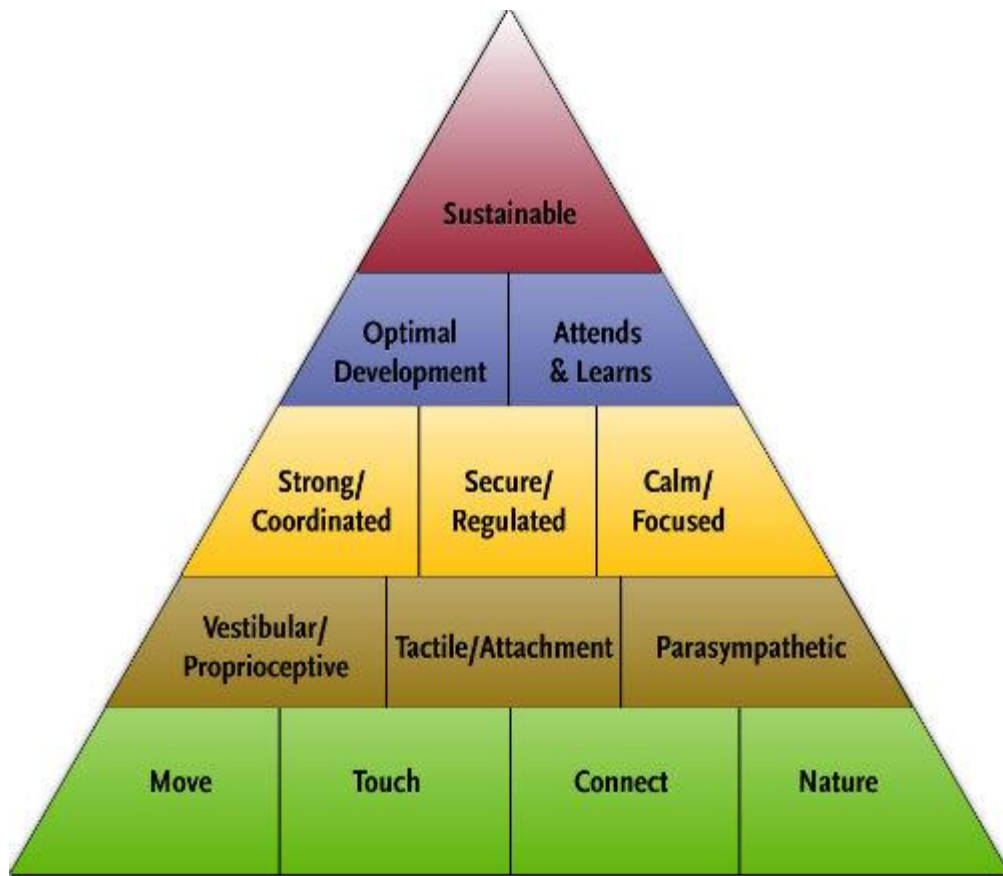 Sustainable
Optimal
Development
Attends
& Learns
Strong/
Coordinated
Secure/
Regulated
Calm/
Focused
Vestibular/
Proprioceptive
Tactile/Attachment
Parasympathetic
Move
Touch
Connect
Nature